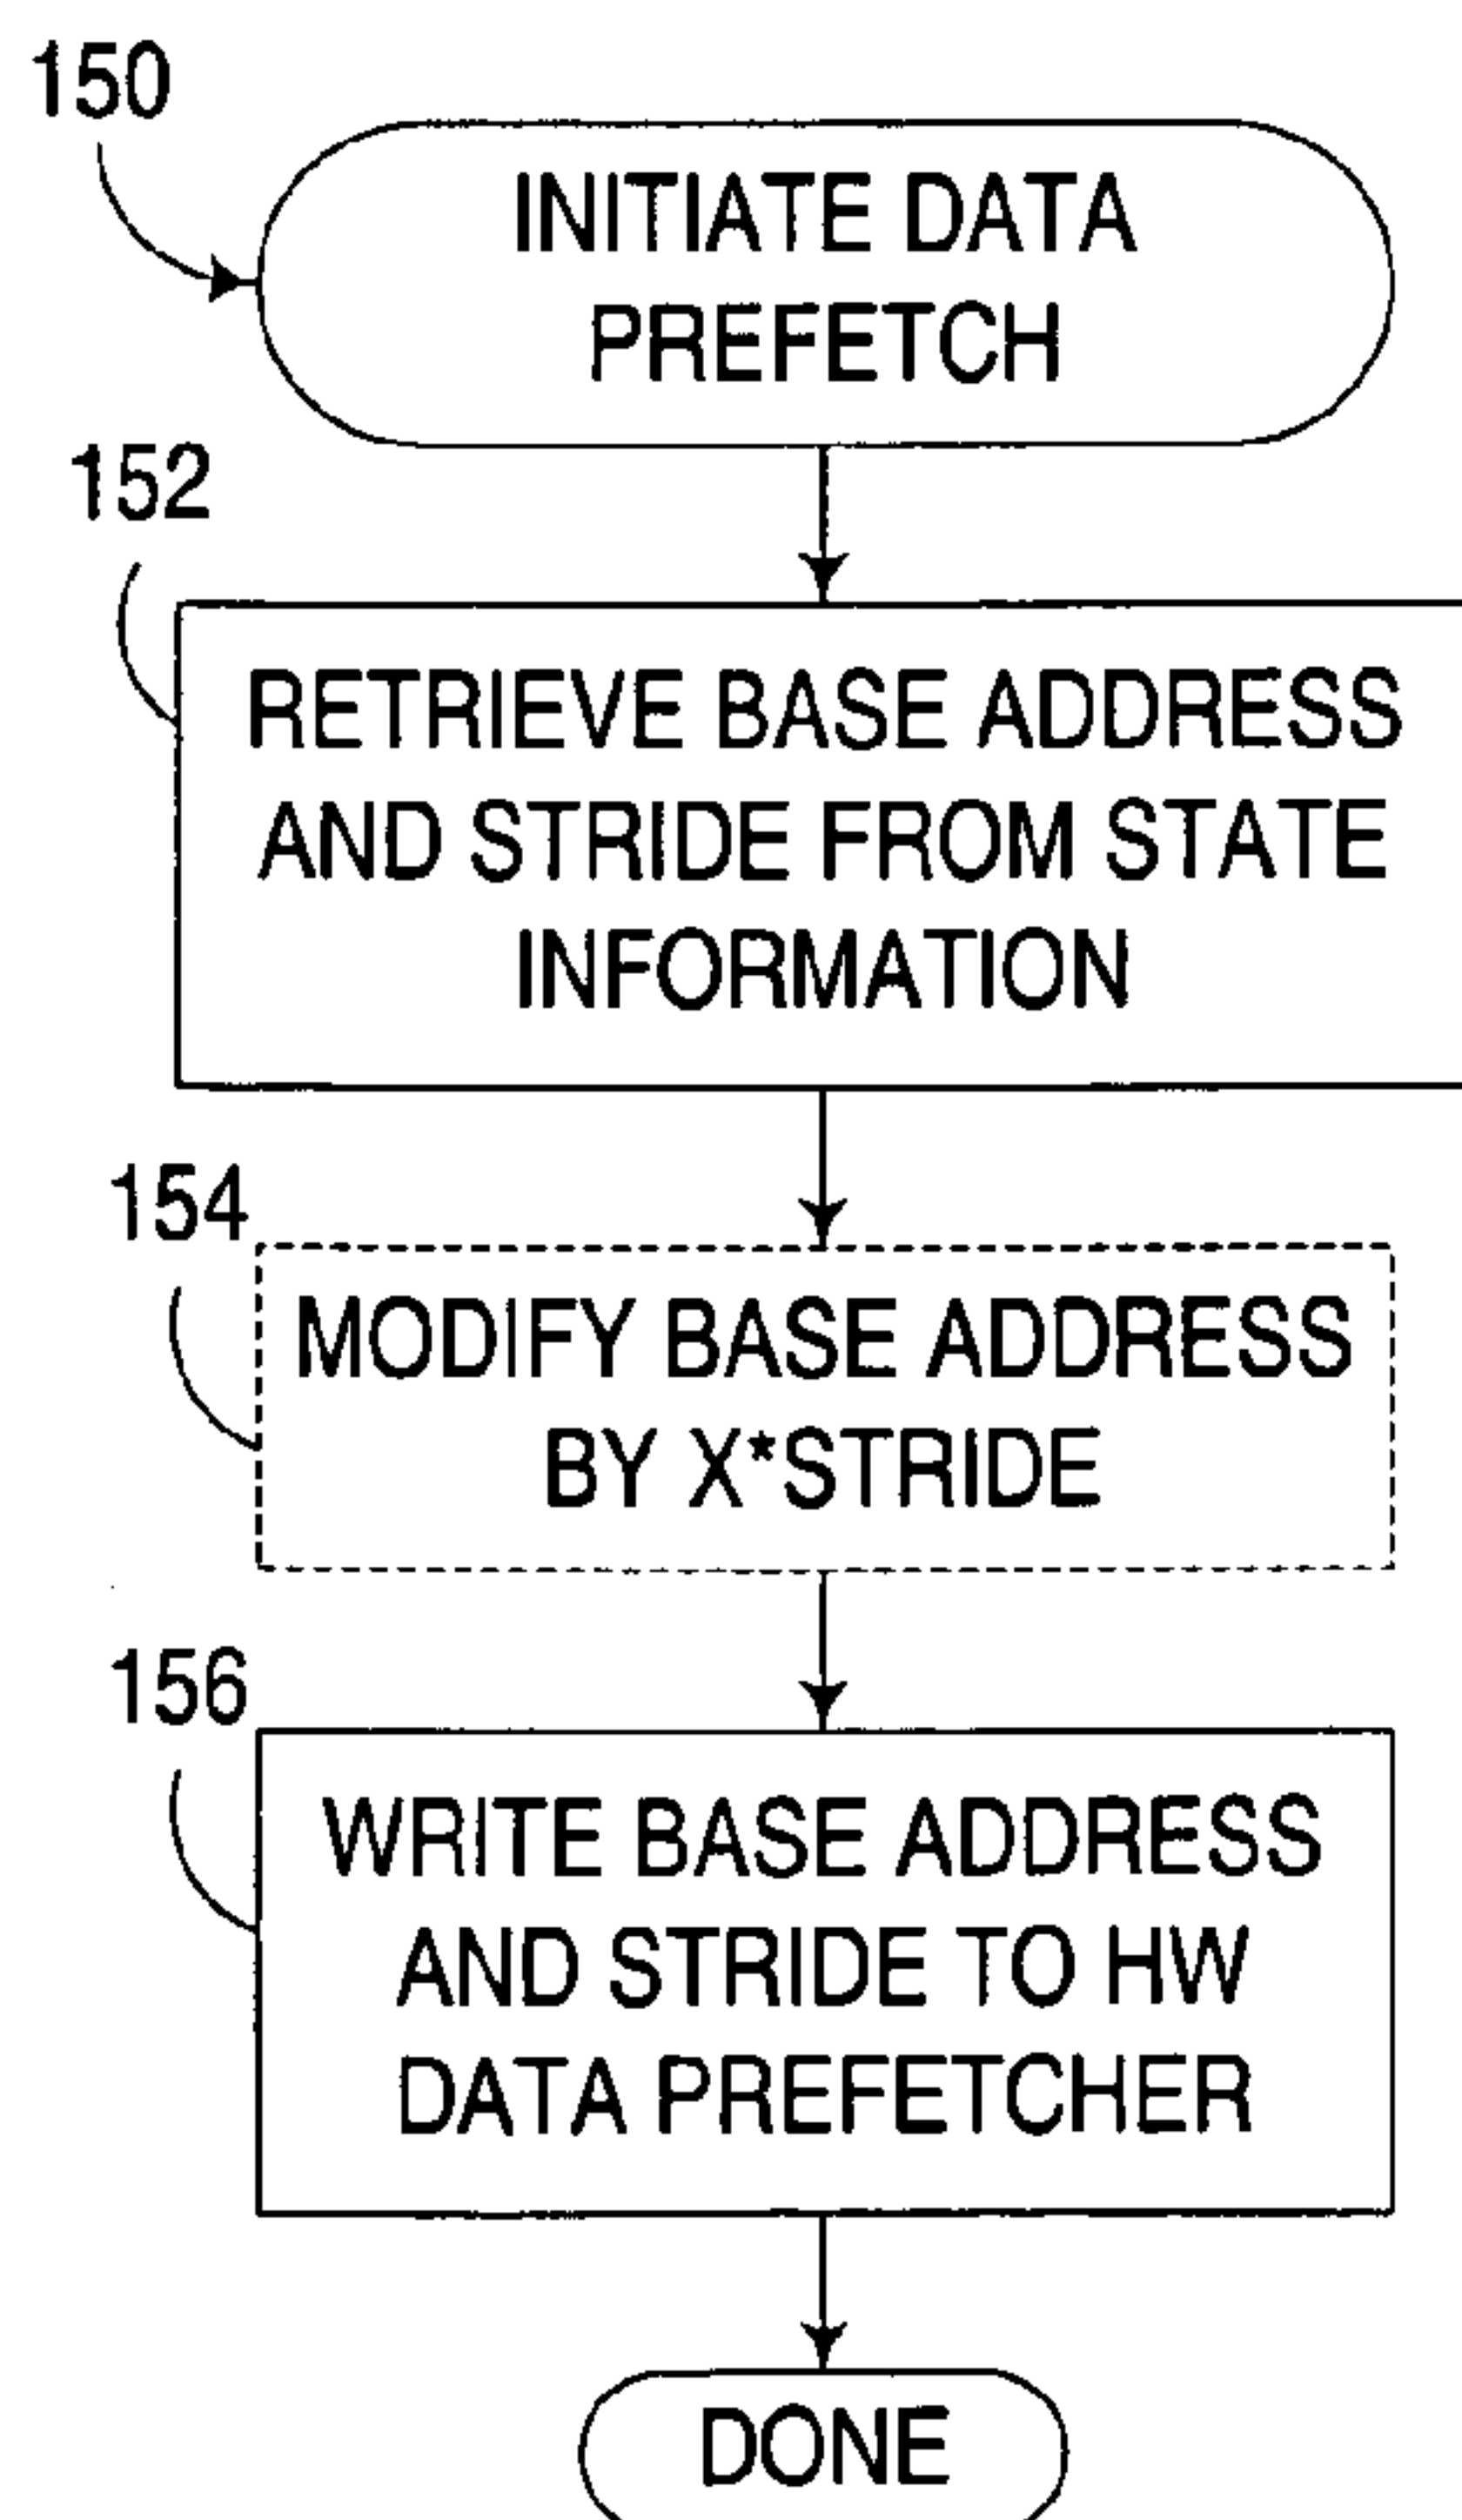 150
INITIATE DATA
PREFETCH
152
RETRIEVE BASE ADDRESS
AND STRIDE FROM STATE
INFORMATION
154
MODIFY BASE ADDRESS
BY X*STRIDE
156
WRITE BASE ADDRESS
AND STRIDE TO HW
DATA PREFETCHER
DONE